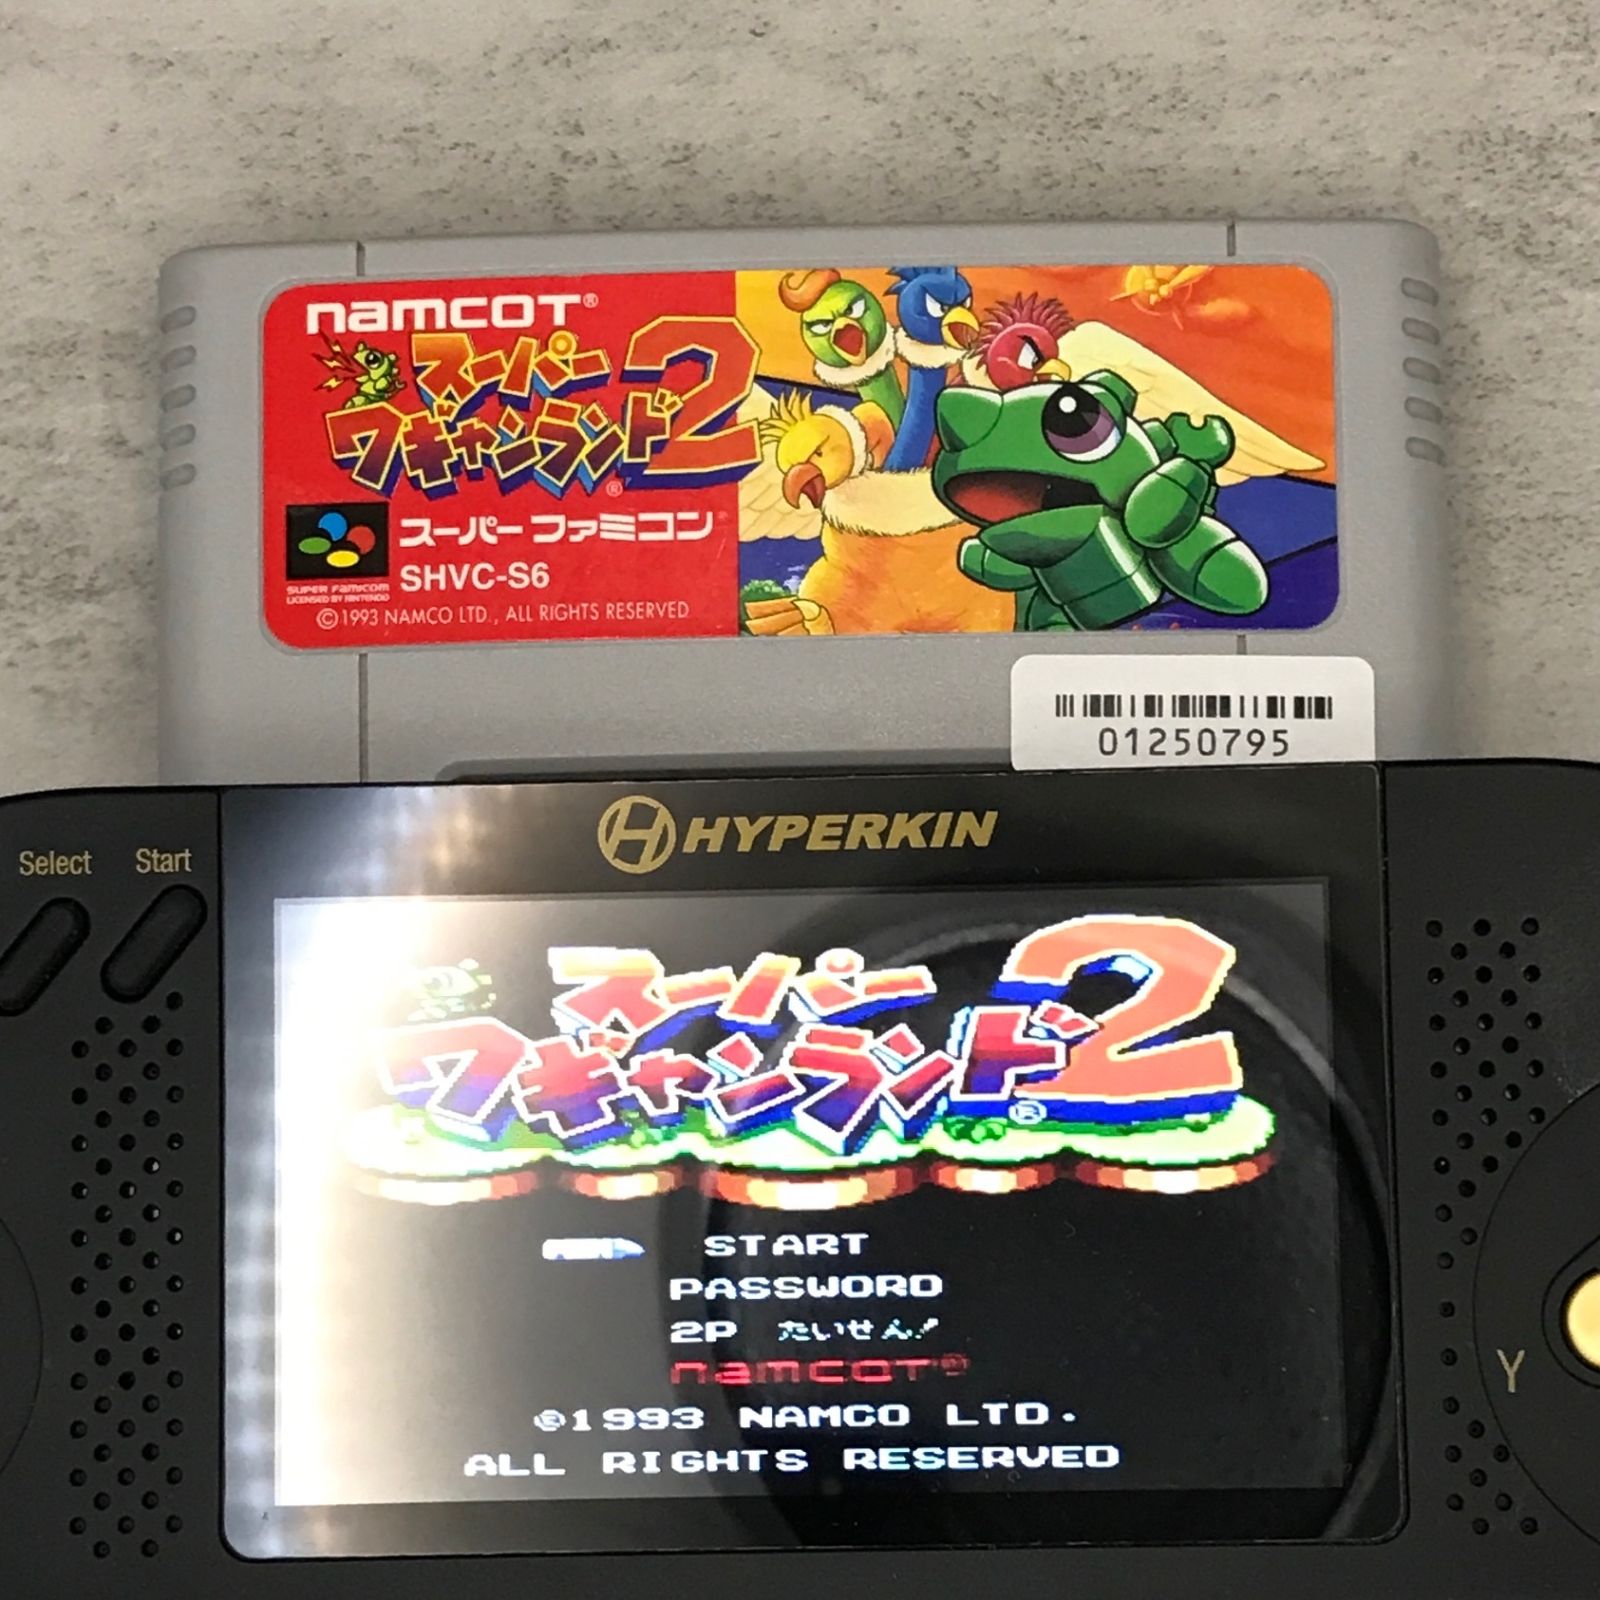 namcot®
スーパー
ワギャンランド2
®
スーパーファミコン
SHVC-S6
SUPER FAMICOM
LICENSED BY NINTENDO
©1993 NAMCO LTD., ALL RIGHTS RESERVED
01250795
HYPERKIN
Select Start
スーパー
ワギャンランド2
®
START
PASSWORD
2P たいせん!
namcot®
©1993 NAMCO LTD.
ALL RIGHTS RESERVED
Y